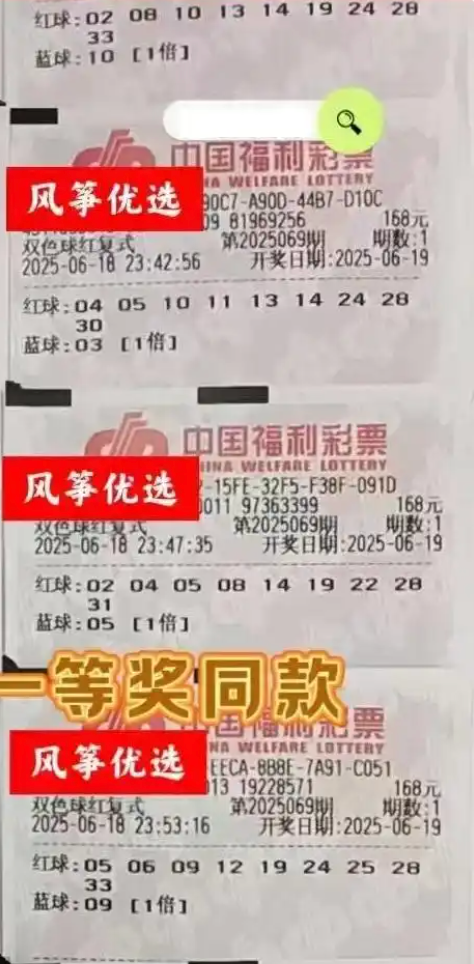 红球:02 08 10 13 14 19 24 28
33
蓝球:10 [1倍]
中国福利彩票
CHINA WELFARE LOTTERY
风筝优选
90C7-A90D-44B7-D10C
09 81969256 168元
双色球红复式 第2025069期 期数:1
2025-06-18 23:42:56 开奖日期:2025-06-19
红球:04 05 10 11 13 14 24 28
30
蓝球:03 [1倍]
中国福利彩票
CHINA WELFARE LOTTERY
风筝优选
-15FE-32F5-F38F-091D
0011 97363399 168元
双色球红复式 第2025069期 期数:1
2025-06-18 23:47:35 开奖日期:2025-06-19
红球:02 04 05 08 14 19 22 28
31
蓝球:05 [1倍]
一等奖同款
中国福利彩票
CHINA WELFARE LOTTERY
风筝优选
EECA-8B8E-7A91-C051
013 19228571 168元
双色球红复式 第2025069期 期数:1
2025-06-18 23:53:16 开奖日期:2025-06-19
红球:05 06 09 12 19 24 25 28
33
蓝球:09 [1倍]